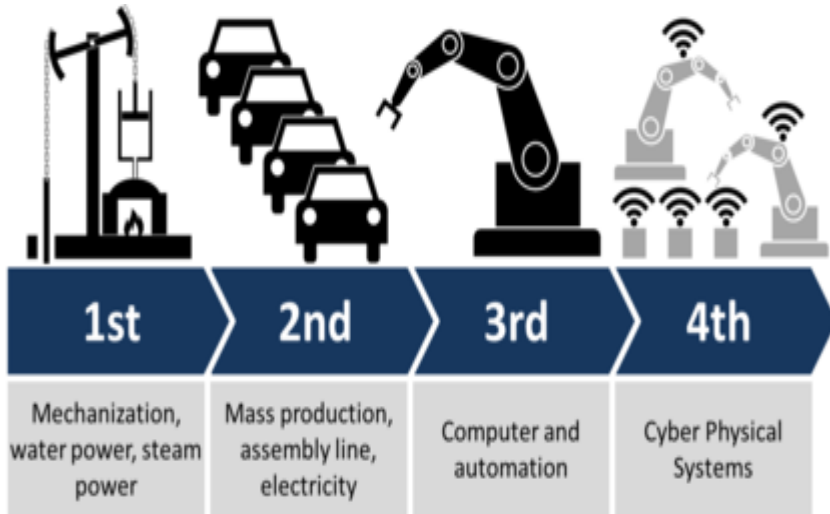 1st
2nd
3rd
4th
Mechanization,
water power, steam
power
Mass production,
assembly line,
electricity
Computer and
automation
Cyber Physical
Systems